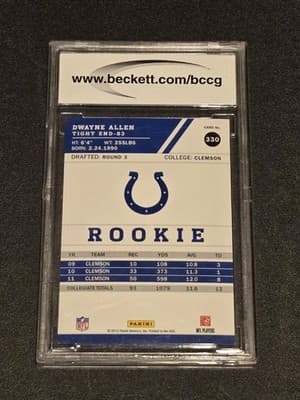 www.beckett.com/bccg
DWAYNE ALLEN
TIGHT END-83
CARD No.
330
HT: 6'4" WT: 255LBS
BORN: 2.24.1990
DRAFTED: ROUND 3 COLLEGE: CLEMSON
ROOKIE
YR TEAM REC YDS AVG TD
09 CLEMSON 10 108 10.8 3
10 CLEMSON 33 373 11.3 1
11 CLEMSON 50 598 12.0 8
COLLEGIATE TOTALS 93 1079 11.6 12
NFL
PANINI
NFL PLAYERS